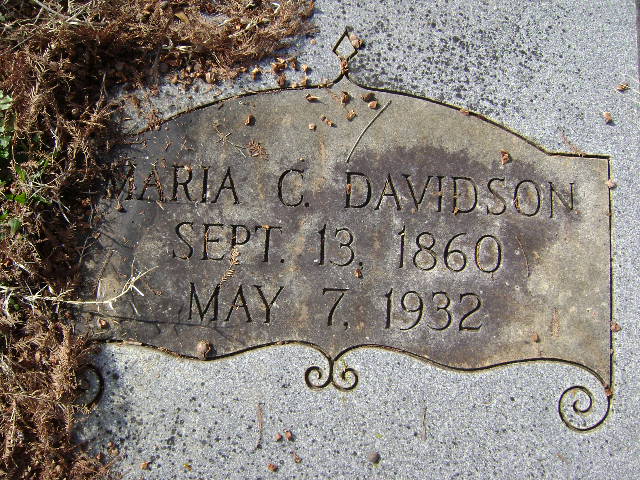 MARIA C. DAVIDSON
SEPT. 13, 1860
MAY 7, 1932